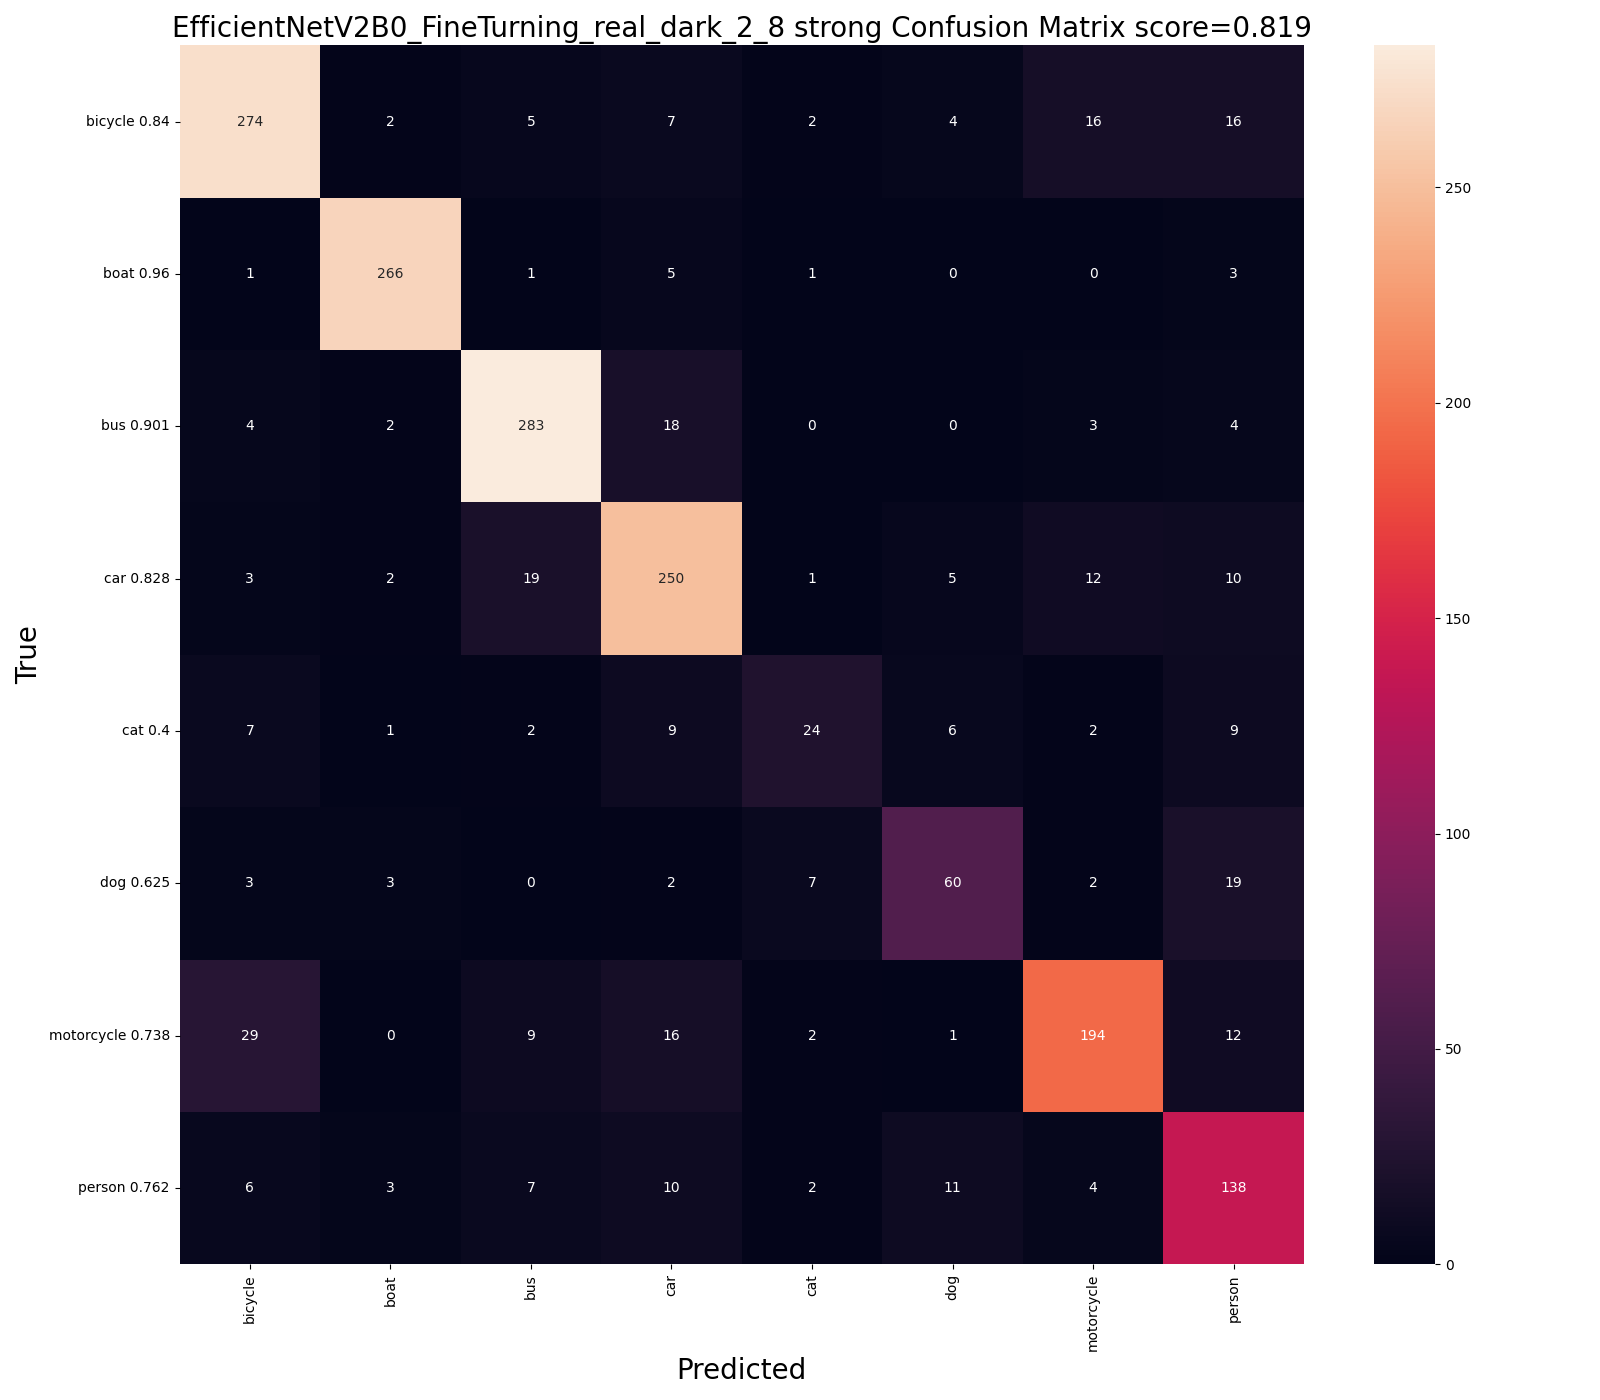 EfficientNetV2B0_FineTurning_real_dark_2_8 strong Confusion Matrix score=0.819
bicycle 0.84 274 2 5 7 2 4 16 16
boat 0.96 1 266 1 5 1 0 0 3
bus 0.901 4 2 283 18 0 0 3 4
car 0.828 3 2 19 250 1 5 12 10
cat 0.4 7 1 2 9 24 6 2 9
dog 0.625 3 3 0 2 7 60 2 19
motorcycle 0.738 29 0 9 16 2 1 194 12
person 0.762 6 3 7 10 2 11 4 138
True
bicycle boat bus car cat dog motorcycle person
Predicted
250
200
150
100
50
0